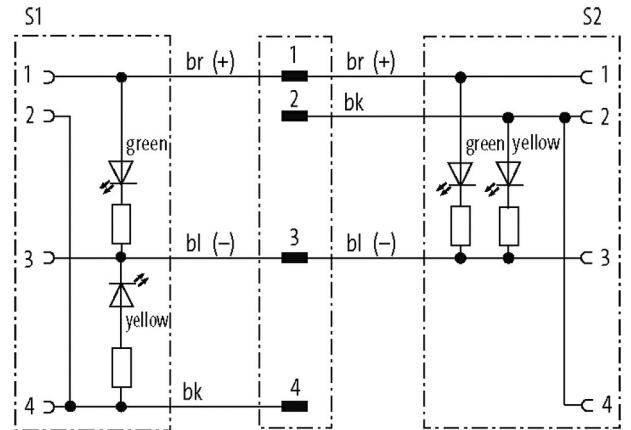 S1 S2
1 br (+) 1 br (+) 1
2 2 bk 2
green green yellow
3 bl (–) 3 bl (–) 3
yellow
4 bk 4 4